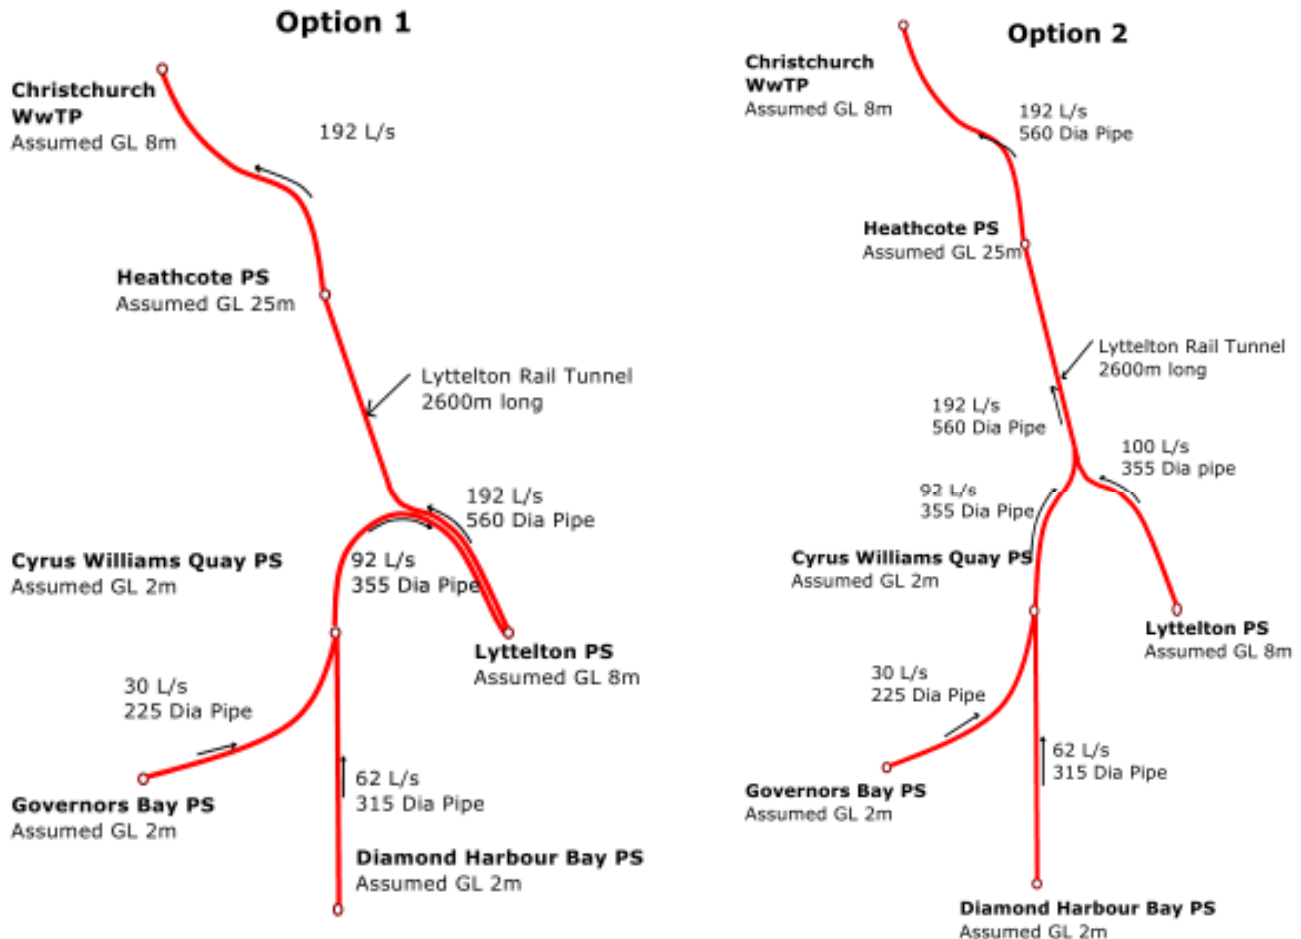 Option 1
Christchurch
WwTP
Assumed GL 8m
192 L/s
Heathcote PS
Assumed GL 25m
Lyttelton Rail Tunnel
2600m long
192 L/s
560 Dia Pipe
Cyrus Williams Quay PS
Assumed GL 2m
92 L/s
355 Dia Pipe
Lyttelton PS
Assumed GL 8m
30 L/s
225 Dia Pipe
62 L/s
315 Dia Pipe
Governors Bay PS
Assumed GL 2m
Diamond Harbour Bay PS
Assumed GL 2m
Option 2
Christchurch
WwTP
Assumed GL 8m
192 L/s
560 Dia Pipe
Heathcote PS
Assumed GL 25m
Lyttelton Rail Tunnel
2600m long
192 L/s
560 Dia Pipe
100 L/s
355 Dia pipe
92 L/s
355 Dia Pipe
Cyrus Williams Quay PS
Assumed GL 2m
Lyttelton PS
Assumed GL 8m
30 L/s
225 Dia Pipe
62 L/s
315 Dia Pipe
Governors Bay PS
Assumed GL 2m
Diamond Harbour Bay PS
Assumed GL 2m